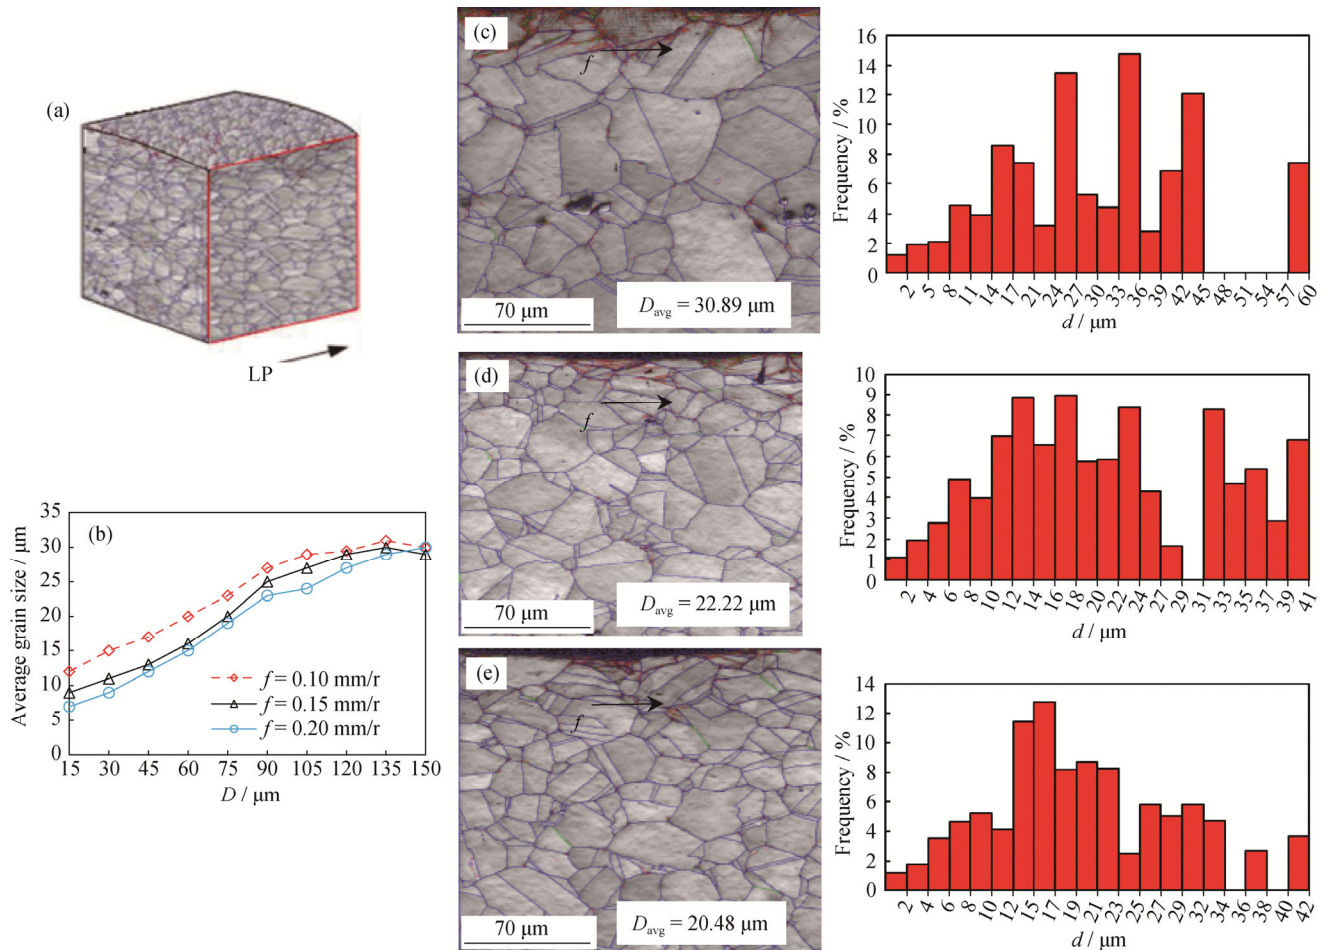 (a)
LP
(b)
Average grain size / μm
35
30
25
20
15
10
5
0
f = 0.10 mm/r
f = 0.15 mm/r
f = 0.20 mm/r
15 30 45 60 75 90 105 120 135 150
D / μm
(c)
f
70 μm
Davg = 30.89 μm
Frequency / %
16
14
12
10
8
6
4
2
0
2 5 8 11 14 17 21 24 27 30 33 36 39 42 45 48 51 54 57 60
d / μm
(d)
f
70 μm
Davg = 22.22 μm
Frequency / %
10
9
8
7
6
5
4
3
2
1
0
2 4 6 8 10 12 14 16 18 20 22 24 27 29 31 33 35 37 39 41
d / μm
(e)
f
70 μm
Davg = 20.48 μm
Frequency / %
14
12
10
8
6
4
2
0
2 4 6 8 10 12 15 17 19 21 23 25 27 29 32 34 36 38 40 42
d / μm